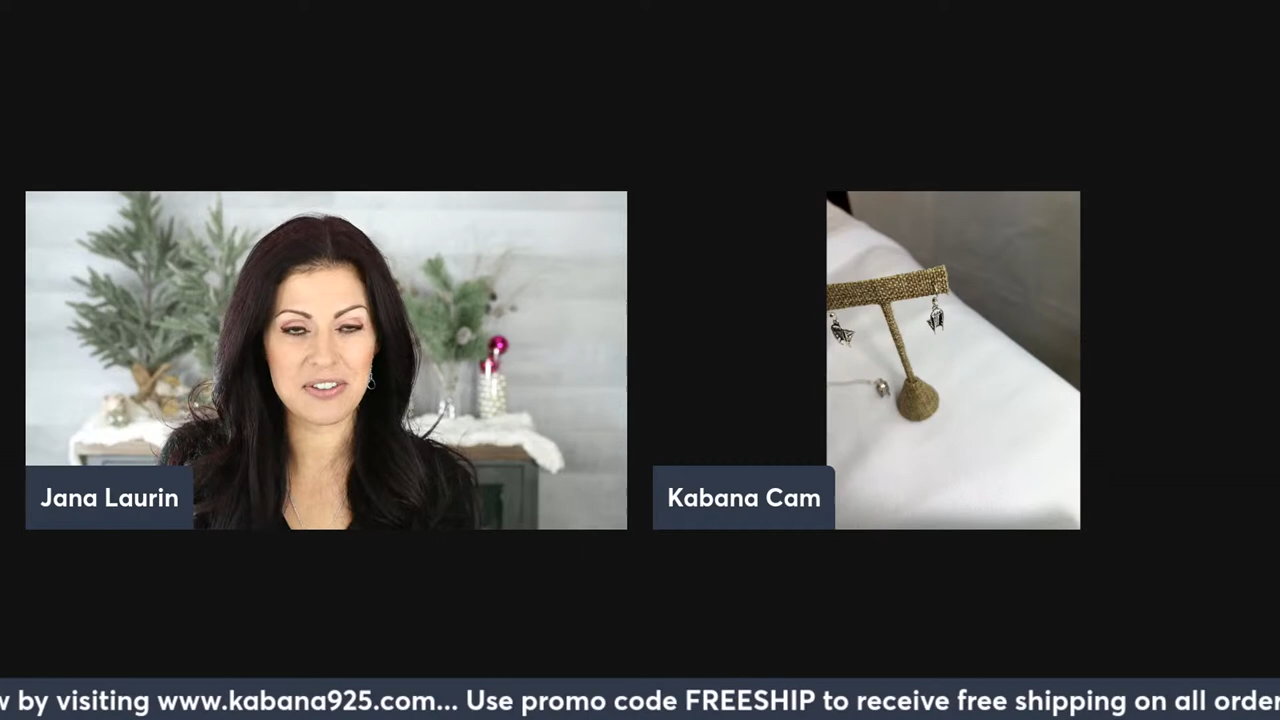 Jana Laurin
Kabana Cam
by visiting www.kabana925.com... Use promo code FREESHIP to receive free shipping on all